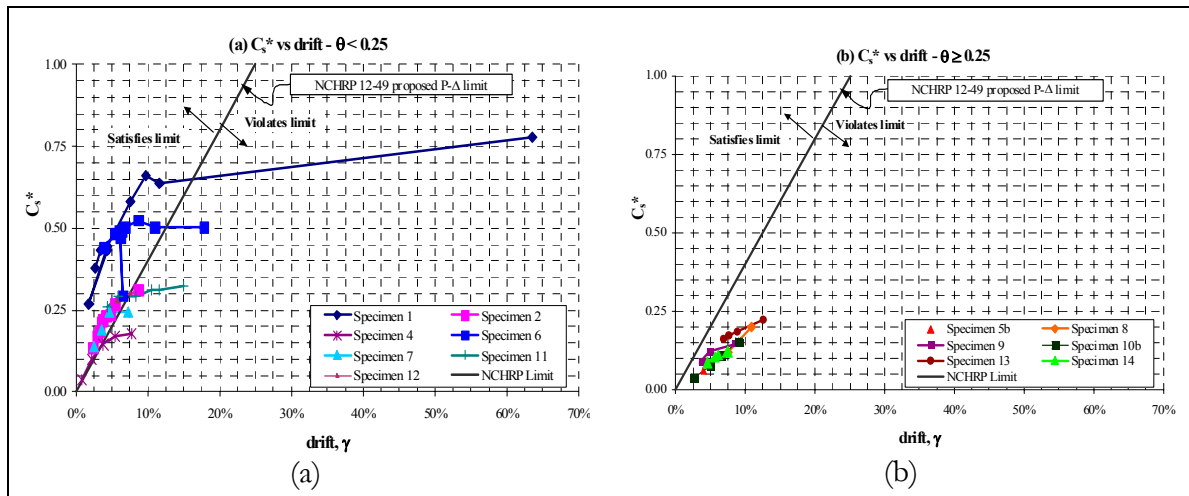 (a) Cs* vs drift - θ < 0.25
1.00
0.75
0.50
0.25
0.00
Cs*
NCHRP 12-49 proposed P-Δ limit
Satisfies limit
Violates limit
Specimen 1
Specimen 2
Specimen 4
Specimen 6
Specimen 7
Specimen 11
Specimen 12
NCHRP Limit
0% 10% 20% 30% 40% 50% 60% 70%
drift, γ
(a)
(b) Cs* vs drift - θ ≥ 0.25
1.00
0.75
0.50
0.25
0.00
Cs*
NCHRP 12-49 proposed P-Δ limit
Satisfies limit
Violates limit
Specimen 5b
Specimen 8
Specimen 9
Specimen 10b
Specimen 13
Specimen 14
NCHRP Limit
0% 10% 20% 30% 40% 50% 60% 70%
drift, γ
(b)